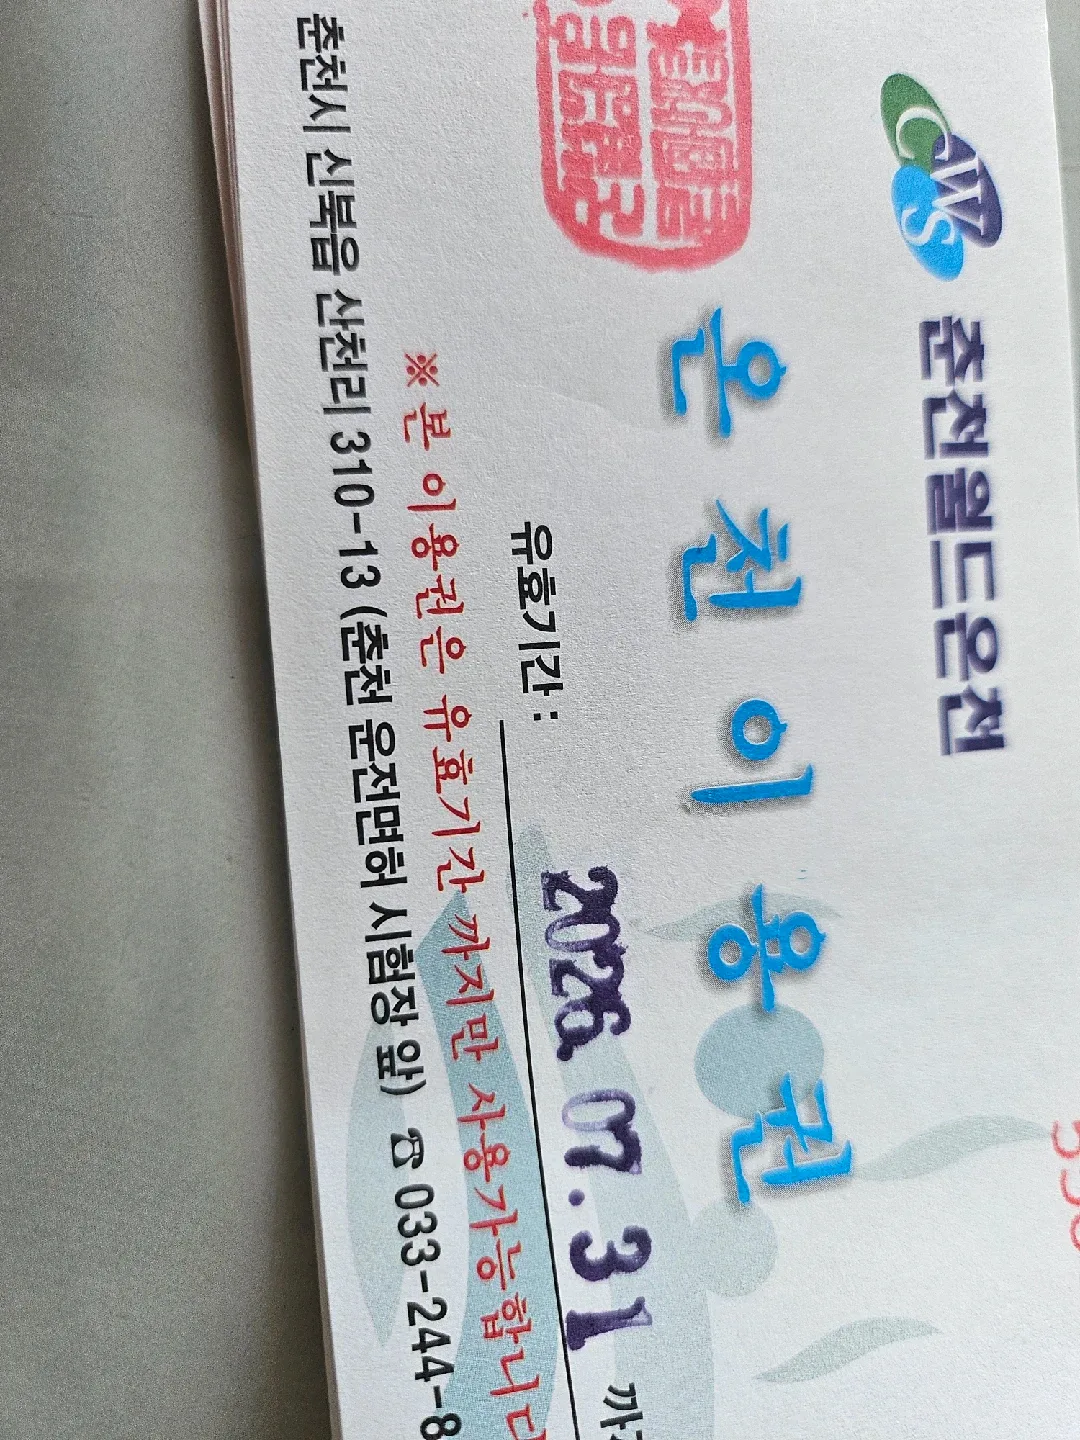 CWS 춘천월드온천
온천이용권
유효기간 : 2026. 07. 31 까지
※ 본 이용권은 유효기간 까지만 사용가능합니다
춘천시 신북읍 산천리 310-13 (춘천 운전면허 시험장 앞) ☎ 033-244-8